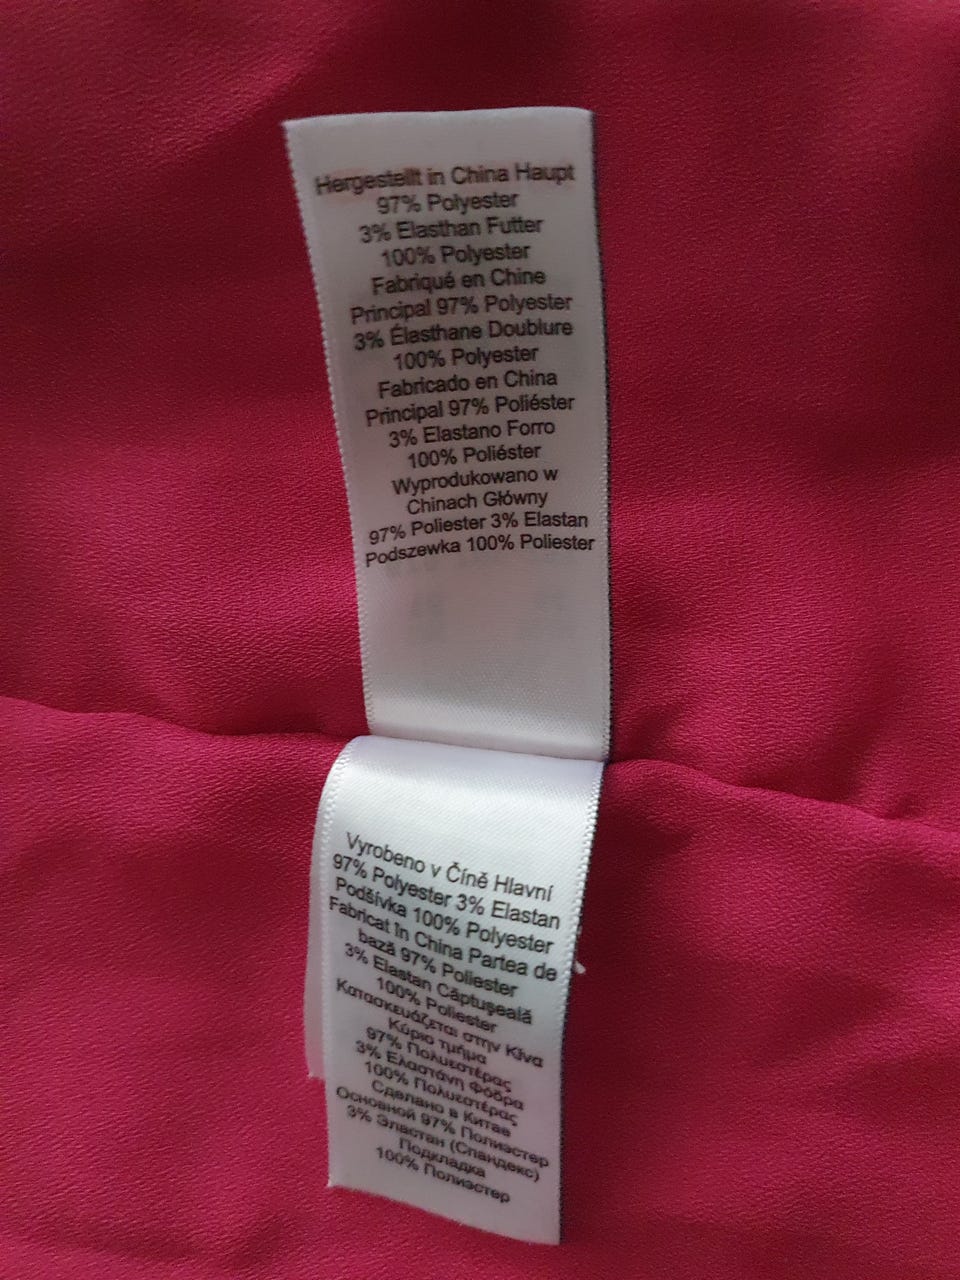 Hergestellt in China Haupt
97% Polyester
3% Elasthan Futter
100% Polyester
Fabriqué en Chine
Principal 97% Polyester
3% Élasthane Doublure
100% Polyester
Fabricado en China
Principal 97% Poliéster
3% Elastano Forro
100% Poliéster
Wyprodukowano w
Chinach Główny
97% Poliester 3% Elastan
Podszewka 100% Poliester
Vyrobeno v Číně Hlavní
97% Polyester 3% Elastan
Podšívka 100% Polyester
Fabricat în China Partea de
bază 97% Poliester
3% Elastan Căptuşeală
100% Poliester
Κατασκευάζεται στην Κίνα
Κύριο τμήμα
97% Πολυεστέρας
3% Ελαστάνη Φόδρα
100% Πολυεστέρας
Сделано в Китае
Основной 97% Полиэстер
3% Эластан (Спандекс)
Подкладка
100% Полиэстер